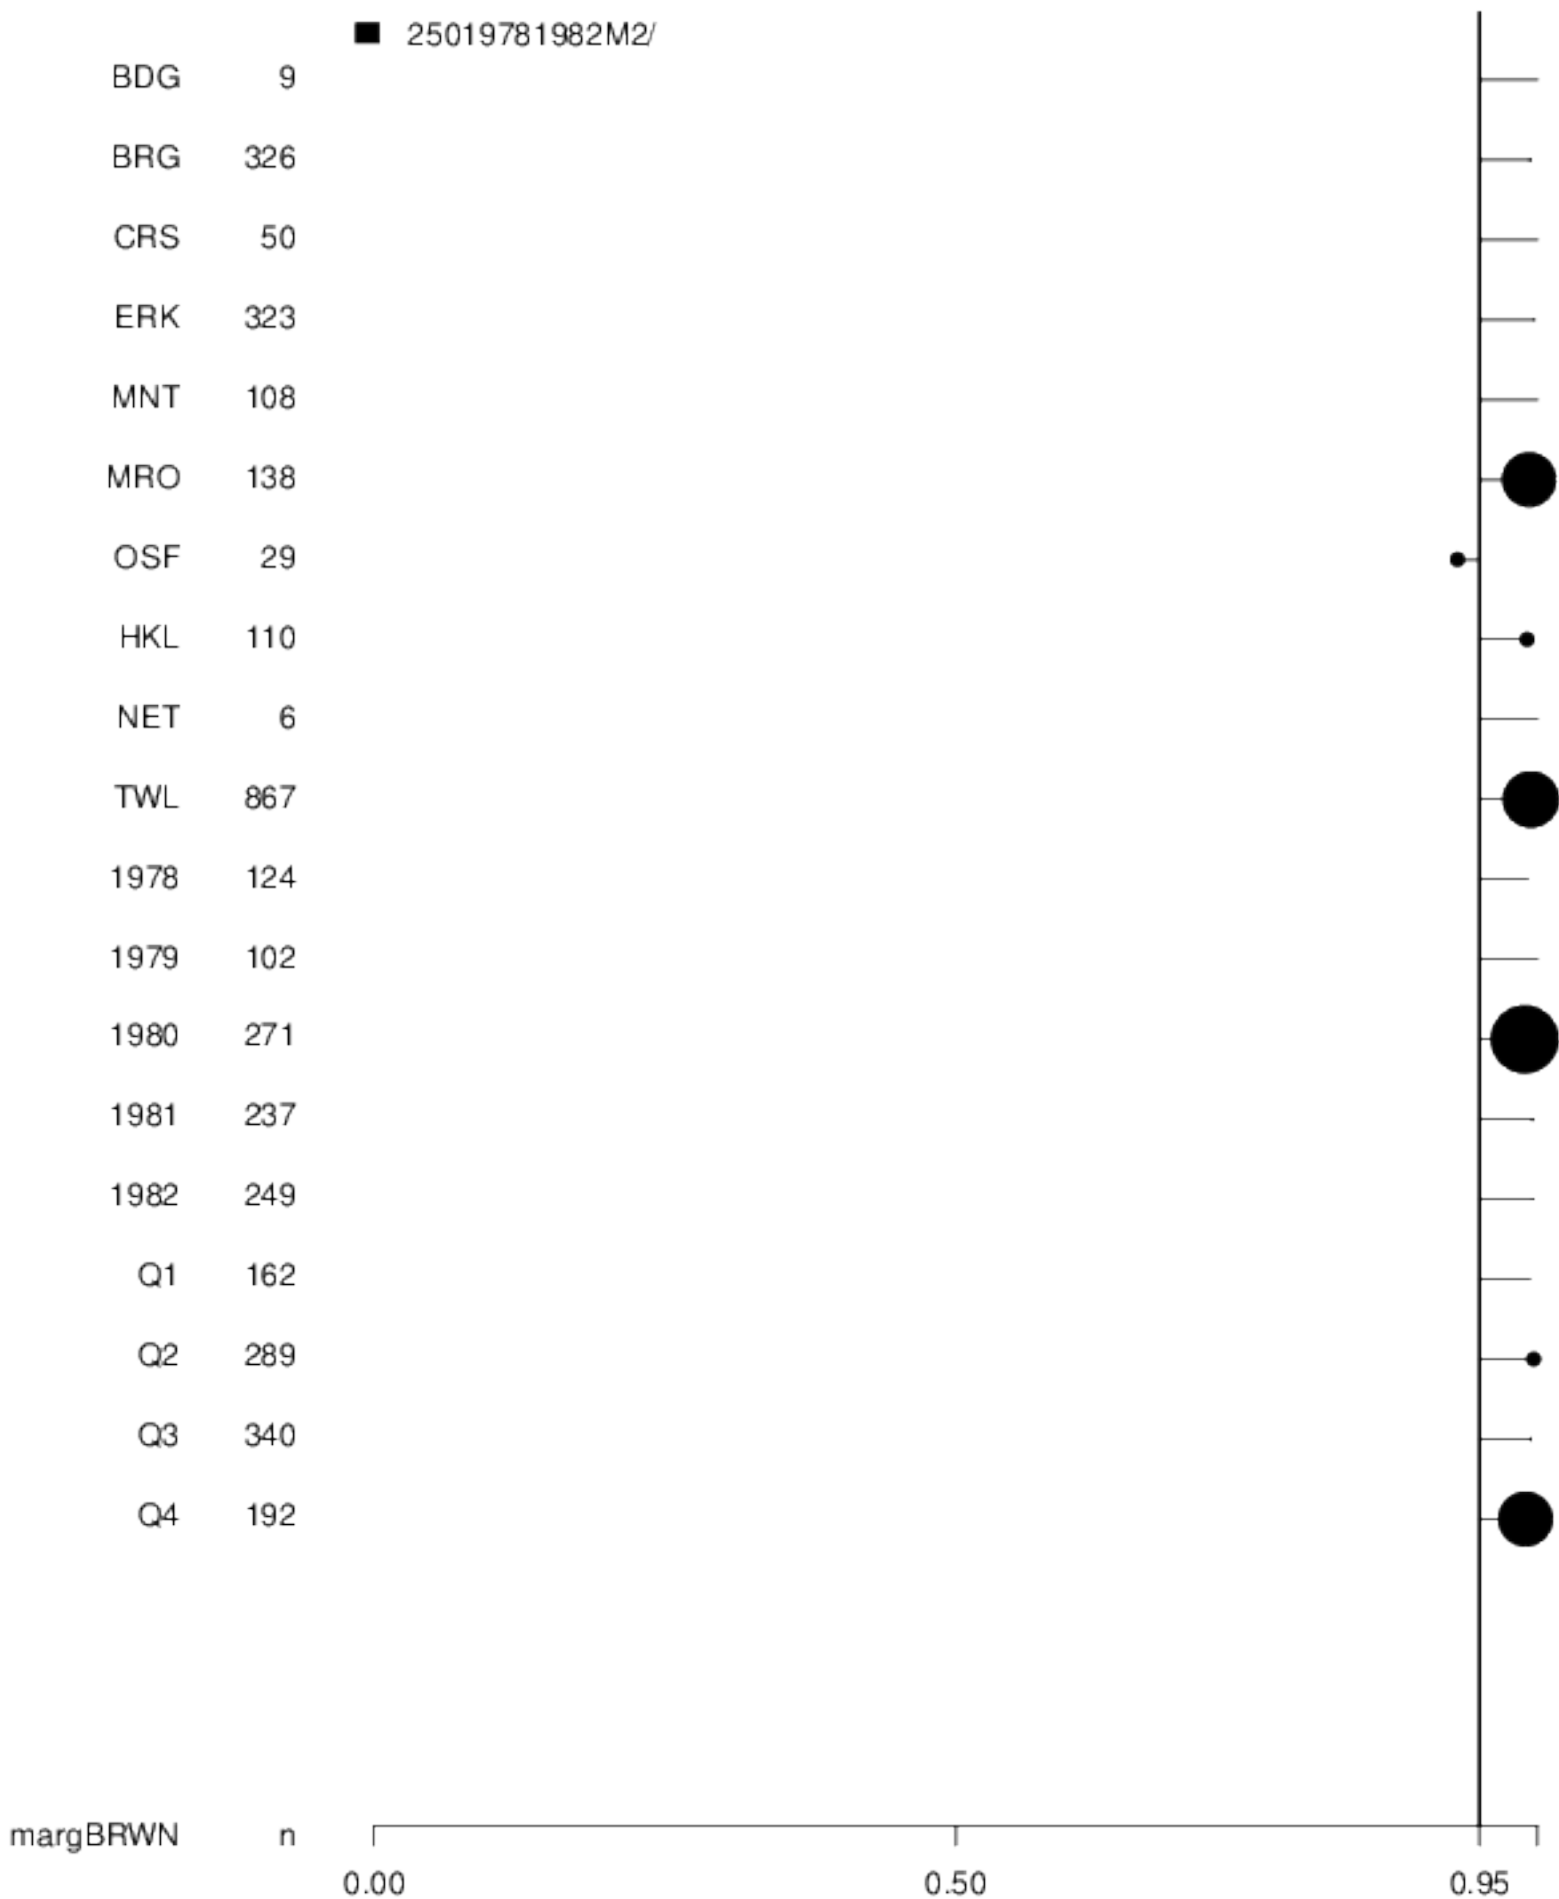 25019781982M2/
BDG 9
BRG 326
CRS 50
ERK 323
MNT 108
MRO 138
OSF 29
HKL 110
NET 6
TWL 867
1978 124
1979 102
1980 271
1981 237
1982 249
Q1 162
Q2 289
Q3 340
Q4 192
margBRWN n
0.00 0.50 0.95